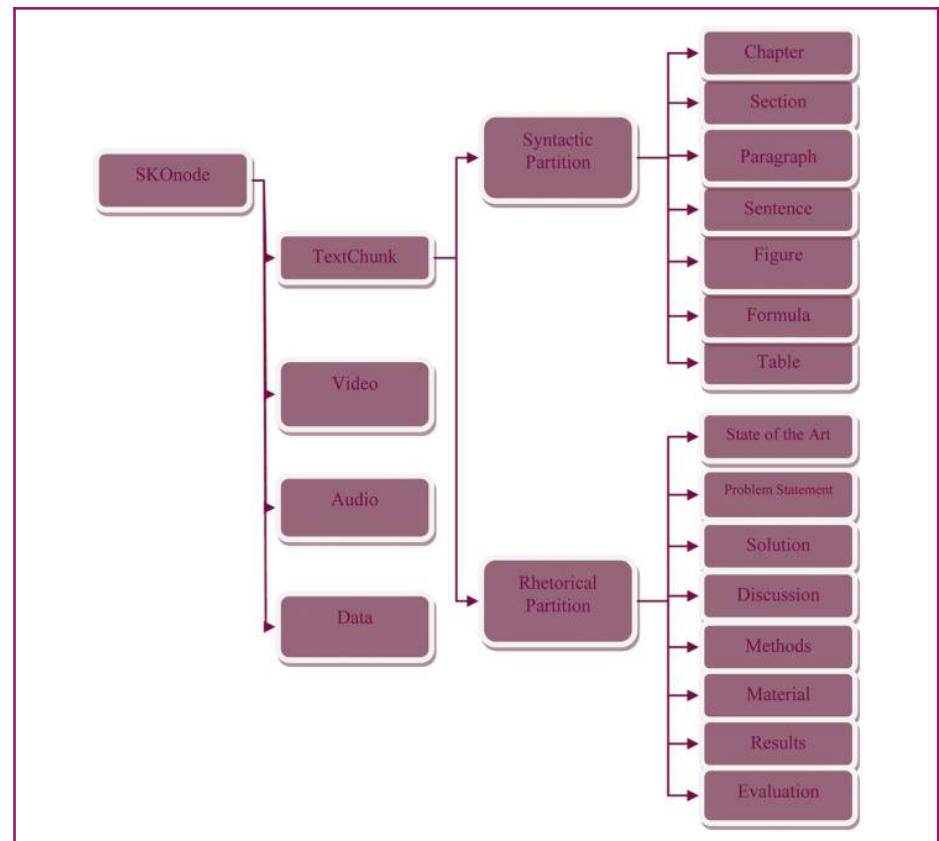 SKOnode
TextChunk
Video
Audio
Data
Syntactic
Partition
Rhetorical
Partition
Chapter
Section
Paragraph
Sentence
Figure
Formula
Table
State of the Art
Problem Statement
Solution
Discussion
Methods
Material
Results
Evaluation